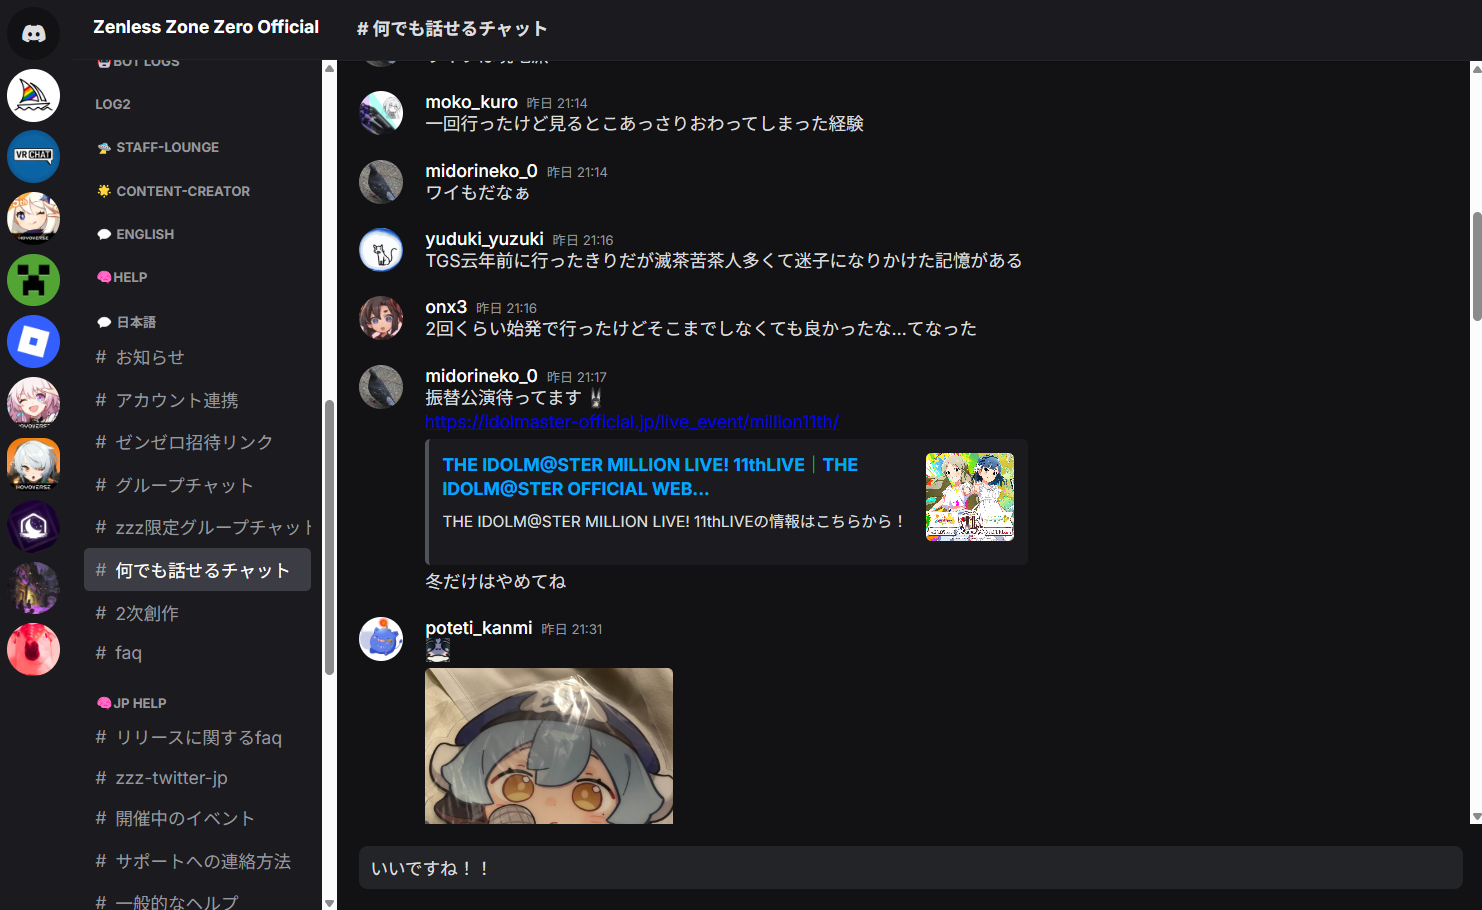 Zenless Zone Zero Official
# 何でも話せるチャット
BOT LOGS
LOG2
STAFF-LOUNGE
CONTENT-CREATOR
ENGLISH
HELP
日本語
# お知らせ
# アカウント連携
# ゼンゼロ招待リンク
# グループチャット
# zzz限定グループチャット
# 何でも話せるチャット
# 2次創作
# faq
JP HELP
# リリースに関するfaq
# zzz-twitter-jp
# 開催中のイベント
# サポートへの連絡方法
# 一般的なヘルプ
VRCHAT
HOYOVERSE
HOYOVERSE
HOYOVERSE
moko_kuro 昨日 21:14
一回行ったけど見るとこあっさりおわってしまった経験
midorineko_0 昨日 21:14
ワイもだなぁ
yuduki_yuzuki 昨日 21:16
TGS云年前に行ったきりだが滅茶苦茶人多くて迷子になりかけた記憶がある
onx3 昨日 21:16
2回くらい始発で行ったけどそこまでしなくても良かったな...てなった
midorineko_0 昨日 21:17
振替公演待ってます
https://idolmaster-official.jp/live_event/million11th/
THE IDOLM@STER MILLION LIVE! 11thLIVE｜THE
IDOLM@STER OFFICIAL WEB...
THE IDOLM@STER MILLION LIVE! 11thLIVEの情報はこちらから！
冬だけはやめてね
poteti_kanmi 昨日 21:31
いいですね！！